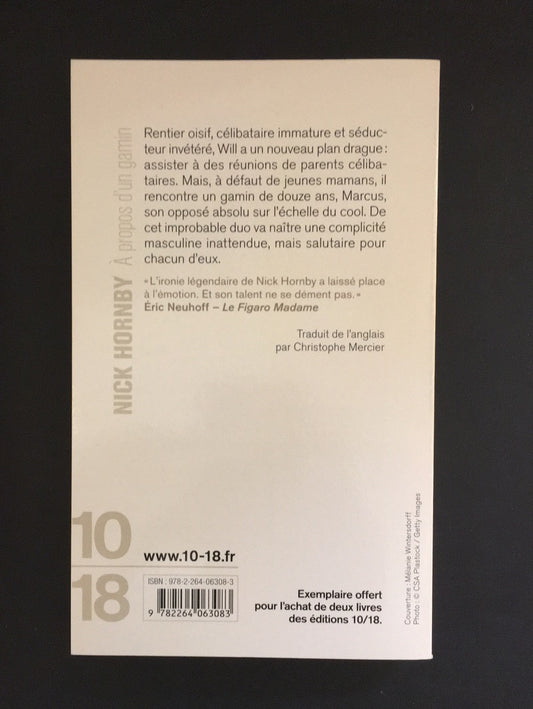 NICK HORNBY À propos d'un gamin
Rentier oisif, célibataire immature et séduc-
teur invétéré, Will a un nouveau plan drague :
assister à des réunions de parents céliba-
taires. Mais, à défaut de jeunes mamans, il
rencontre un gamin de douze ans, Marcus,
son opposé absolu sur l'échelle du cool. De
cet improbable duo va naître une complicité
masculine inattendue, mais salutaire pour
chacun d'eux.
« L'ironie légendaire de Nick Hornby a laissé place
à l'émotion. Et son talent ne se dément pas. »
Éric Neuhoff – Le Figaro Madame
Traduit de l'anglais
par Christophe Mercier
10
18
www.10-18.fr
ISBN : 978-2-264-06308-3
9 782264 063083
Exemplaire offert
pour l'achat de deux livres
des éditions 10/18.
Couverture : Mélanie Wintersdorff
Photo : © CSA Plastock / Getty Images